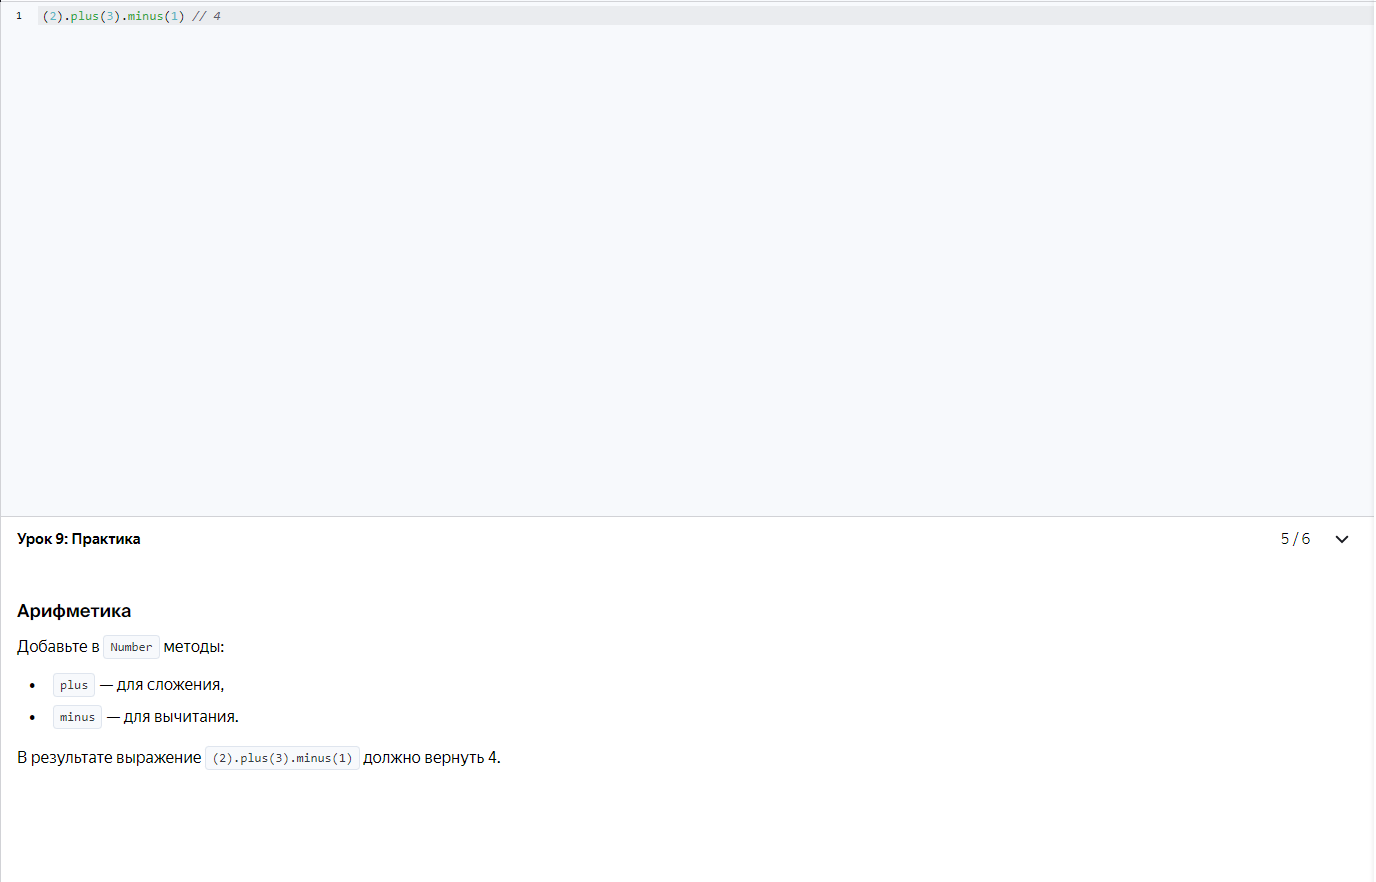 1 (2).plus(3).minus(1) // 4
Урок 9: Практика 5 / 6
Арифметика
Добавьте в Number методы:
• plus — для сложения,
• minus — для вычитания.
В результате выражение (2).plus(3).minus(1) должно вернуть 4.